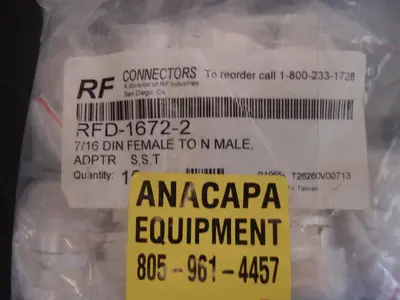 RF CONNECTORS To reorder call 1-800-233-1728
A division of RF Industries
San Diego, CA
RFD-1672-2
7/16 DIN FEMALE TO N MALE,
ADPTR S.S,T
Quantity:
T26260V00713
Taiwan
ANACAPA
EQUIPMENT
805-961-4457